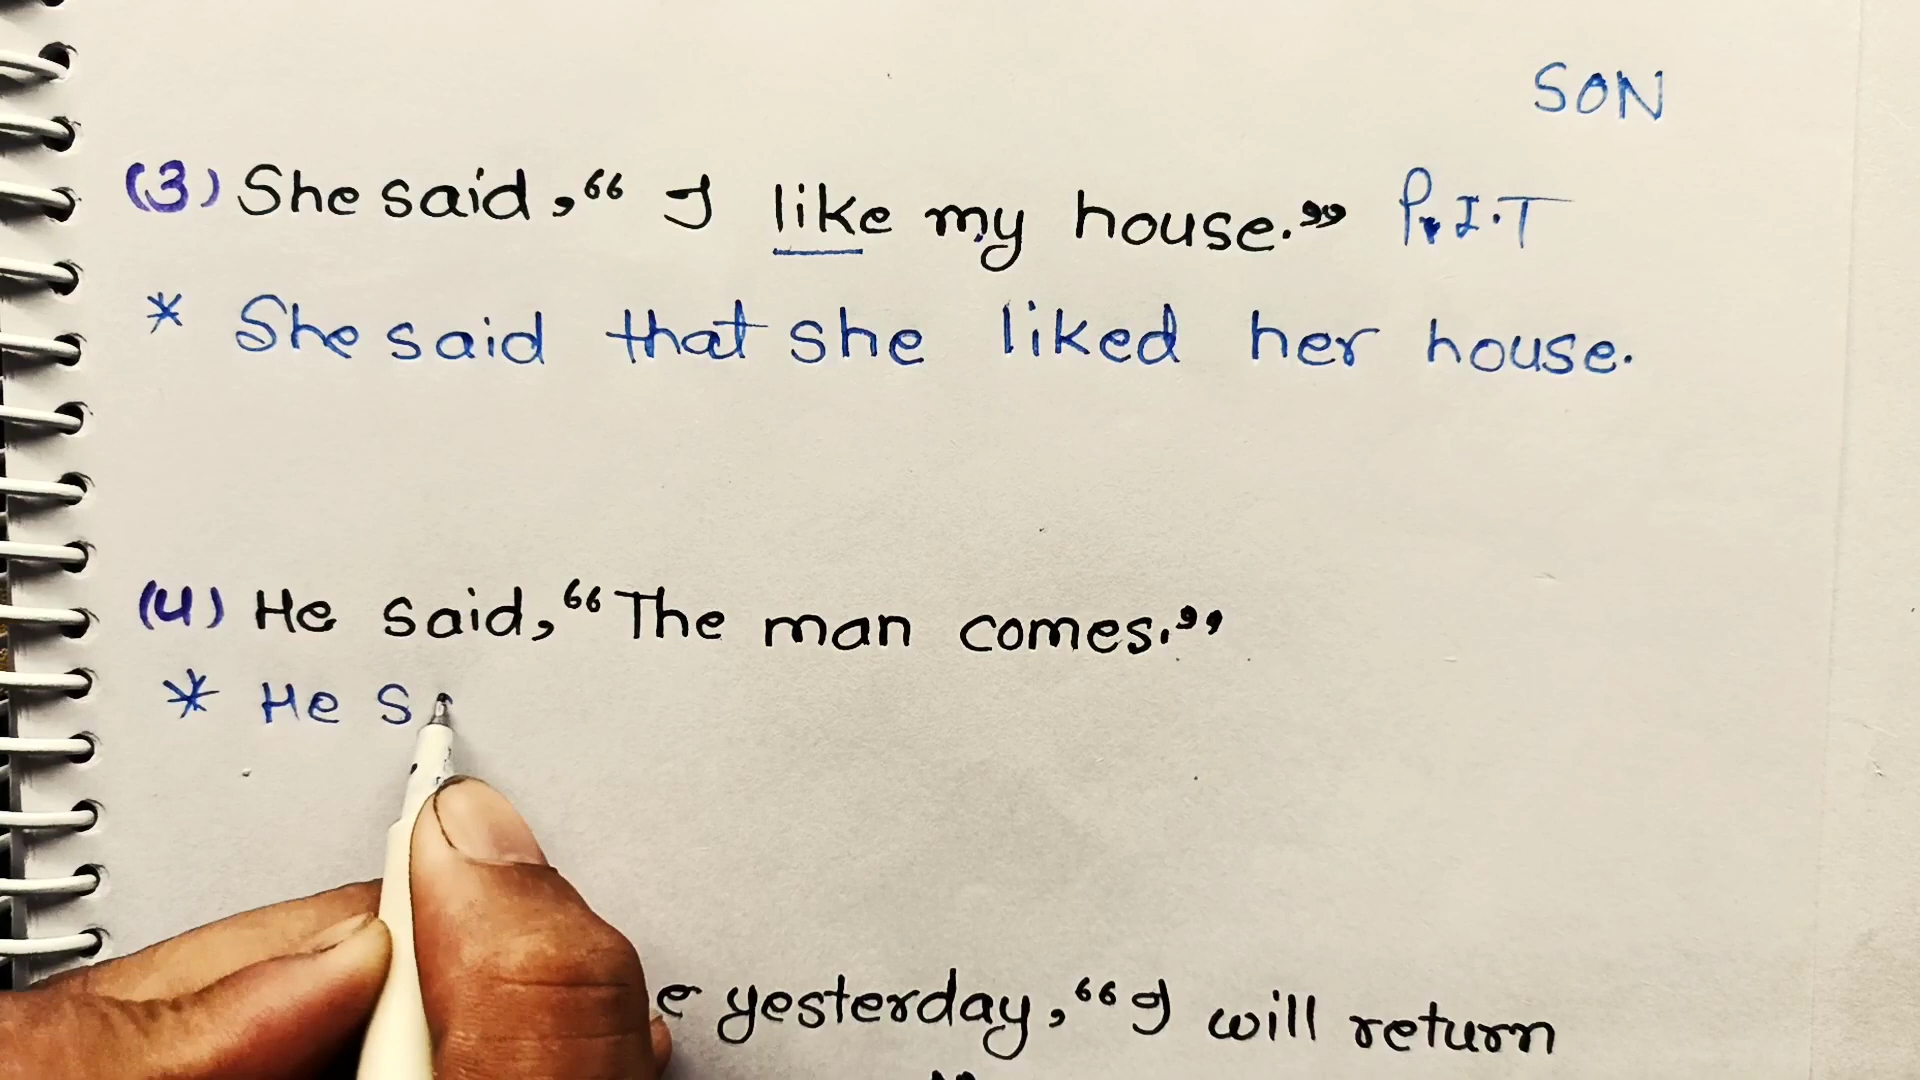 SON
(3) She said, “ I like my house.” Pr.I.T
* She said that she liked her house.
(4) He said, “The man comes.”
* He s
yesterday, “I will return